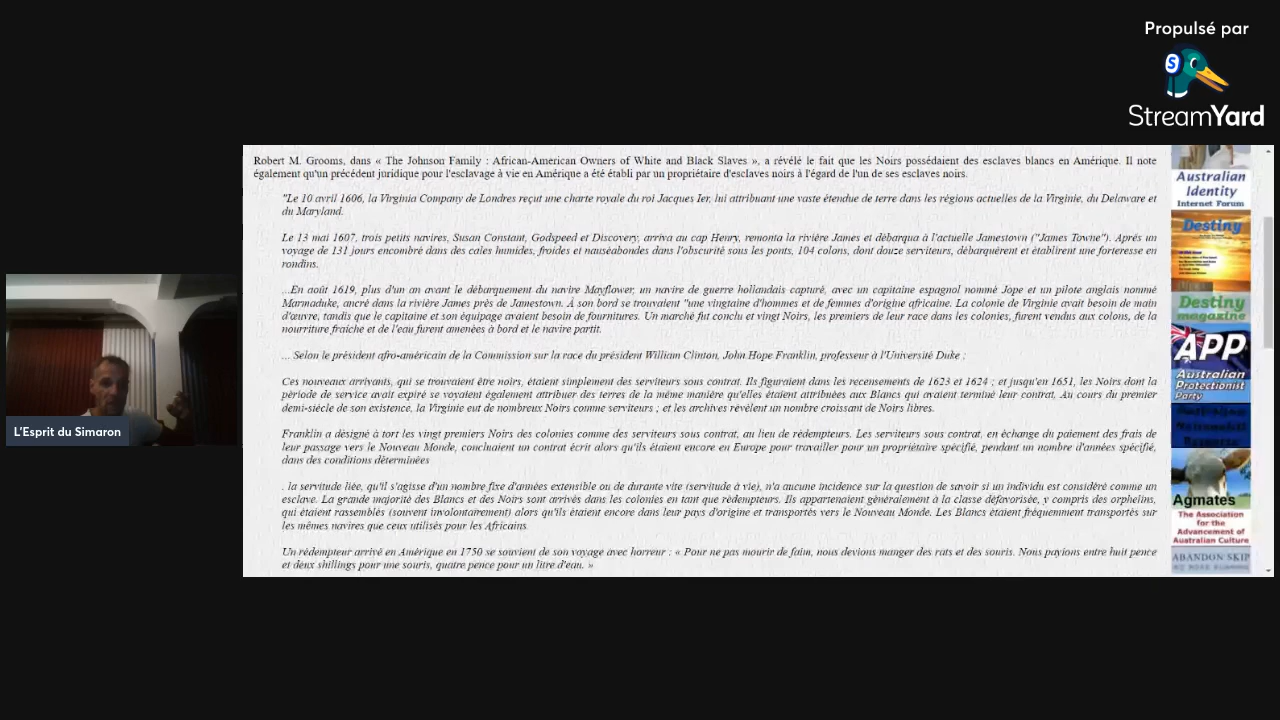 Propulsé par
StreamYard
Robert M. Grooms, dans « The Johnson Family : African-American Owners of White and Black Slaves », a révélé le fait que les Noirs possédaient des esclaves blancs en Amérique. Il note
également qu'un précédent juridique pour l'esclavage à vie en Amérique a été établi par un propriétaire d'esclaves noirs à l'égard de l'un de ses esclaves noirs.
"Le 10 avril 1606, la Virginia Company de Londres reçut une charte royale du roi Jacques Ier, lui attribuant une vaste étendue de terre dans les régions actuelles de la Virginie, du Delaware et
du Maryland.
Le 13 mai 1607, trois petits navires, Susan Constant, Godspeed et Discovery, arriva au cap Henry, remonta la rivière James et débarqua à l'actuelle Jamestown ("James Towne"). Après un
voyage de 131 jours encombré dans des cales humides, froides et nauséabondes dans l'obscurité sous les ponts, 104 colons, dont douze serviteurs, débarquèrent et établirent une forteresse en
rondins.
...En août 1619, plus d'un an avant le débarquement du navire Mayflower, un navire de guerre hollandais capturé, avec un capitaine espagnol nommé Jope et un pilote anglais nommé
Marmaduke, ancré dans la rivière James près de Jamestown. À son bord se trouvaient "une vingtaine d'hommes et de femmes d'origine africaine. La colonie de Virginie avait besoin de main
d'œuvre, tandis que le capitaine et son équipage avaient besoin de fournitures. Un marché fut conclu et vingt Noirs, les premiers de leur race dans les colonies, furent vendus aux colons, de la
nourriture fraîche et de l'eau furent amenées à bord et le navire partit.
... Selon le président afro-américain de la Commission sur la race du président William Clinton, John Hope Franklin, professeur à l'Université Duke ;
Ces nouveaux arrivants, qui se trouvaient être noirs, étaient simplement des serviteurs sous contrat. Ils figuraient dans les recensements de 1623 et 1624 ; et jusqu'en 1651, les Noirs dont la
période de service avait expiré se voyaient également attribuer des terres de la même manière qu'elles étaient attribuées aux Blancs qui avaient terminé leur contrat. Au cours du premier
demi-siècle de son existence, la Virginie eut de nombreux Noirs comme serviteurs ; et les archives révèlent un nombre croissant de Noirs libres.
Franklin a désigné à tort les vingt premiers Noirs des colonies comme des serviteurs sous contrat, au lieu de rédempteurs. Les serviteurs sous contrat, en échange du paiement des frais de
leur passage vers le Nouveau Monde, concluaient un contrat écrit alors qu'ils étaient encore en Europe pour travailler pour un propriétaire spécifié, pendant un nombre d'années spécifié,
dans des conditions déterminées
. la servitude liée, qu'il s'agisse d'un nombre fixe d'années extensible ou de durante vite (servitude à vie), n'a aucune incidence sur la question de savoir si un individu est considéré comme un
esclave. La grande majorité des Blancs et des Noirs sont arrivés dans les colonies en tant que rédempteurs. Ils appartenaient généralement à la classe défavorisée, y compris des orphelins,
qui étaient rassemblés (souvent involontairement) alors qu'ils étaient encore dans leur pays d'origine et transportés vers le Nouveau Monde. Les Blancs étaient fréquemment transportés sur
les mêmes navires que ceux utilisés pour les Africains.
Un rédempteur arrivé en Amérique en 1750 se souvient de son voyage avec horreur : « Pour ne pas mourir de faim, nous devions manger des rats et des souris. Nous payions entre huit pence
et deux shillings pour une souris, quatre pence pour un litre d'eau. »
Australian
Identity
Internet Forum
Destiny
Destiny
magazine
APP
Australian
Protectionist
Party
Agmates
The Association
for the
Advancement of
Australian Culture
ABANDON SKIP
L'Esprit du Simaron